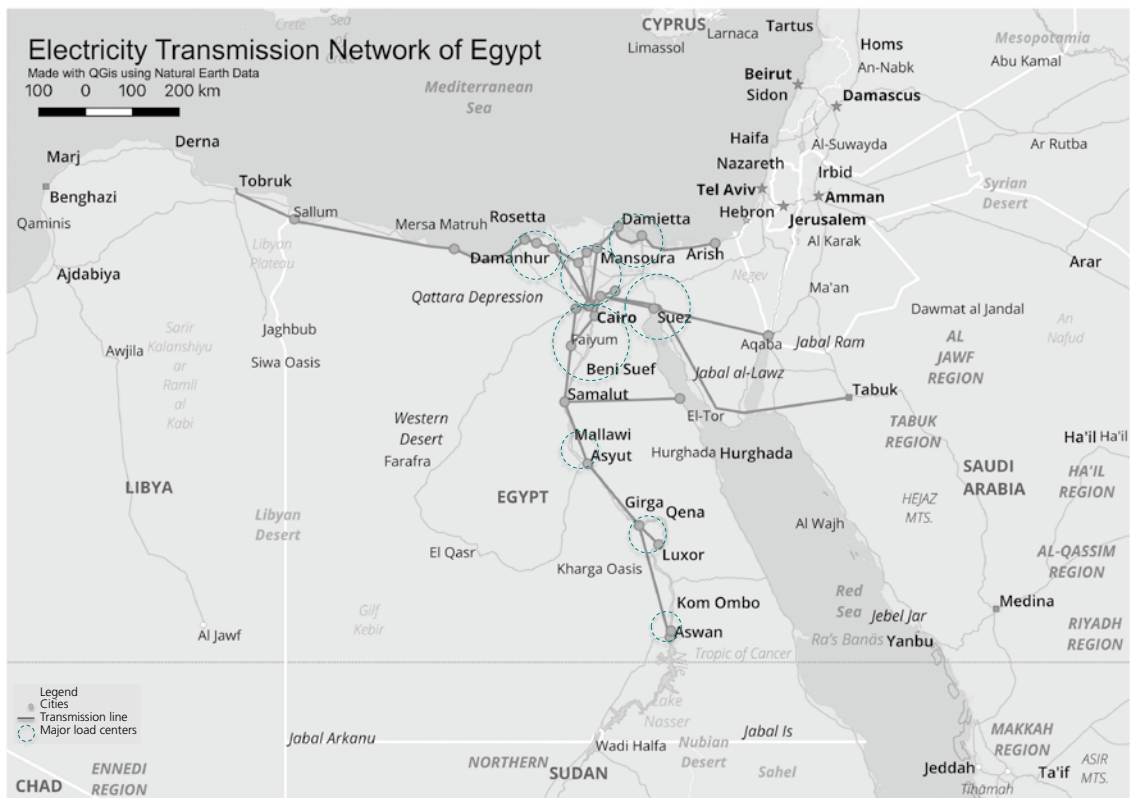 Electricity Transmission Network of Egypt
Made with QGis using Natural Earth Data
100 0 100 200 km
Crete
Sea
of
Crete
CYPRUS
Limassol
Larnaca
Tartus
Homs
An-Nabk
Mesopotamia
Abu Kamal
Mediterranean
Sea
Beirut
Sidon
Damascus
Derna
Marj
Haifa
Al-Suwayda
Ar Rutba
Nazareth
Irbid
Tobruk
Benghazi
Tel Aviv
Amman
Syrian
Desert
Qaminis
Sallum
Mersa Matruh
Rosetta
Damietta
Hebron
Jerusalem
Libyan
Plateau
Damanhur
Mansoura
Arish
Al Karak
Arar
Ajdabiya
Negev
Ma'an
Qattara Depression
Cairo
Suez
Dawmat al Jandal
An
Nafud
Sarir
Kalanshiyu
ar
Ramli
al
Kabi
Jaghbub
Awjila
Siwa Oasis
Faiyum
Aqaba
Jabal Ram
AL
JAWF
REGION
Beni Suef
Jabal al-Lawz
Samalut
El-Tor
Tabuk
Western
Desert
Farafra
Mallawi
Asyut
Hurghada
Hurghada
TABUK
REGION
Ha'il
Ha'il
HA'IL
REGION
SAUDI
ARABIA
LIBYA
EGYPT
Libyan
Desert
Girga
Qena
HEJAZ
MTS.
Al Wajh
El Qasr
Luxor
Kharga Oasis
AL-QASSIM
REGION
Red
Sea
Kom Ombo
Medina
Gilf
Kebir
Al Jawf
Aswan
Jebel Jar
Ra's Banäs
Yanbu
RIYADH
REGION
Tropic of Cancer
Nile
Legend
Cities
Transmission line
Major load centers
Lake
Nasser
Jabal Arkanu
Wadi Halfa
Nubian
Desert
Jabal Is
MAKKAH
REGION
CHAD
ENNEDI
REGION
NORTHERN
SUDAN
Sahel
Jeddah
Ta'if
ASIR
MTS.
Tihāmah